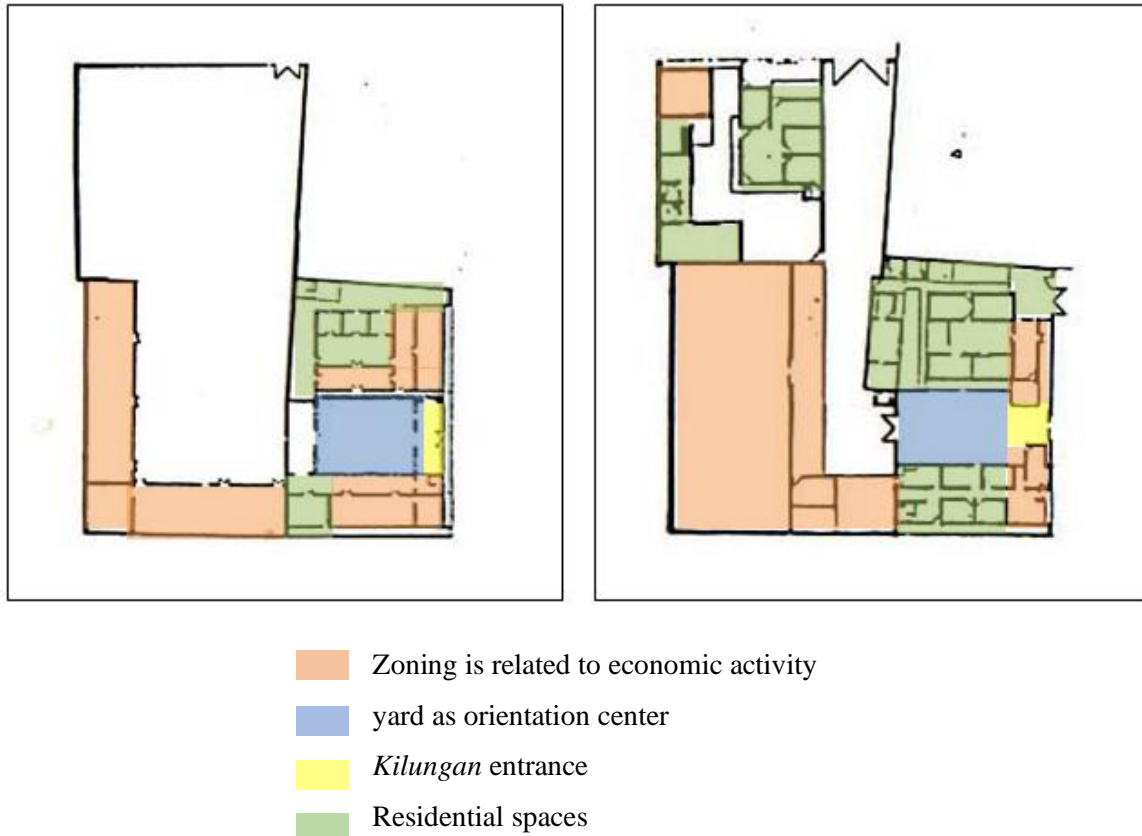 Zoning is related to economic activity
yard as orientation center
Kilungan entrance
Residential spaces